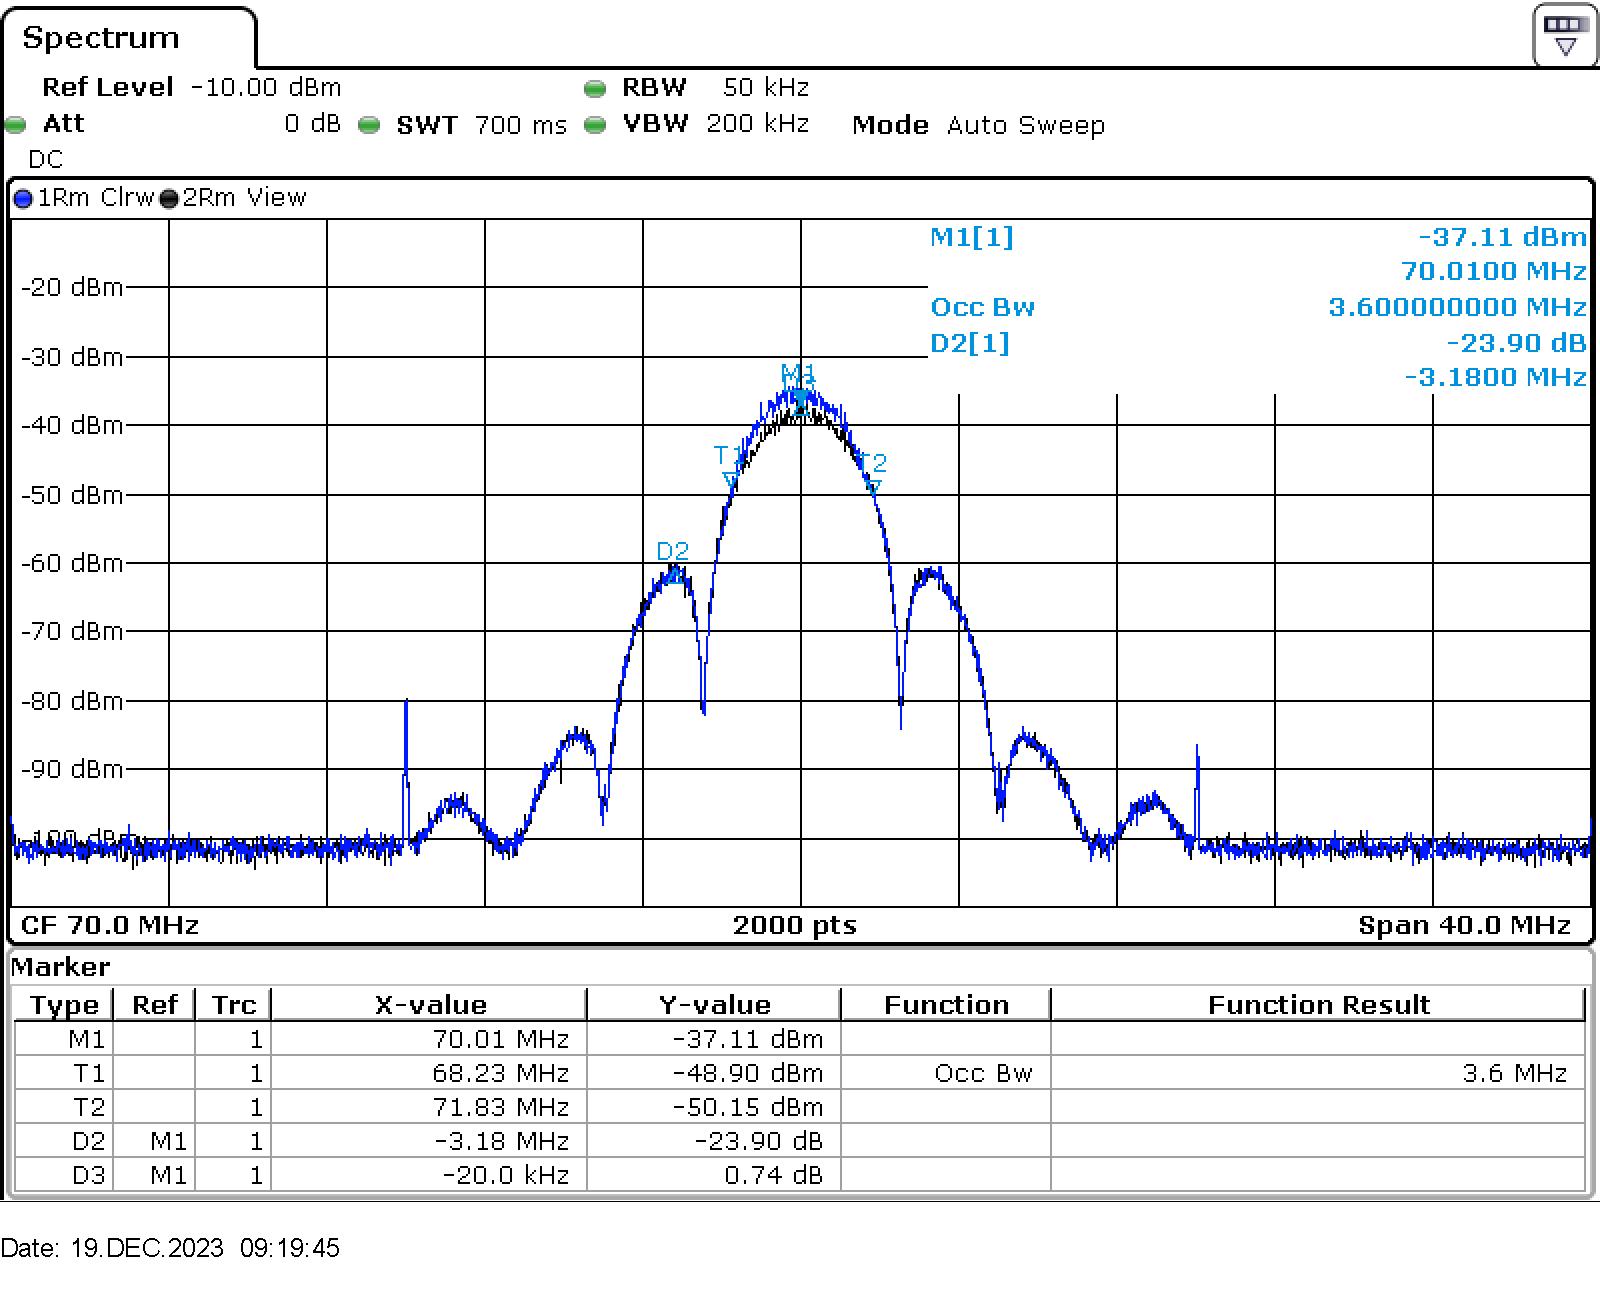 Spectrum
Ref Level -10.00 dBm RBW 50 kHz
Att 0 dB SWT 700 ms VBW 200 kHz Mode Auto Sweep
DC
1Rm Clrw 2Rm View
M1[1] -37.11 dBm
70.0100 MHz
Occ Bw 3.600000000 MHz
D2[1] -23.90 dB
-3.1800 MHz
-20 dBm
-30 dBm
M1
-40 dBm
T1
T2
-50 dBm
D2
-60 dBm
-70 dBm
-80 dBm
-90 dBm
-100 dBm
CF 70.0 MHz 2000 pts Span 40.0 MHz
Marker
Type Ref Trc X-value Y-value Function Function Result
M1 1 70.01 MHz -37.11 dBm
T1 1 68.23 MHz -48.90 dBm Occ Bw 3.6 MHz
T2 1 71.83 MHz -50.15 dBm
D2 M1 1 -3.18 MHz -23.90 dB
D3 M1 1 -20.0 kHz 0.74 dB
Date: 19.DEC.2023 09:19:45